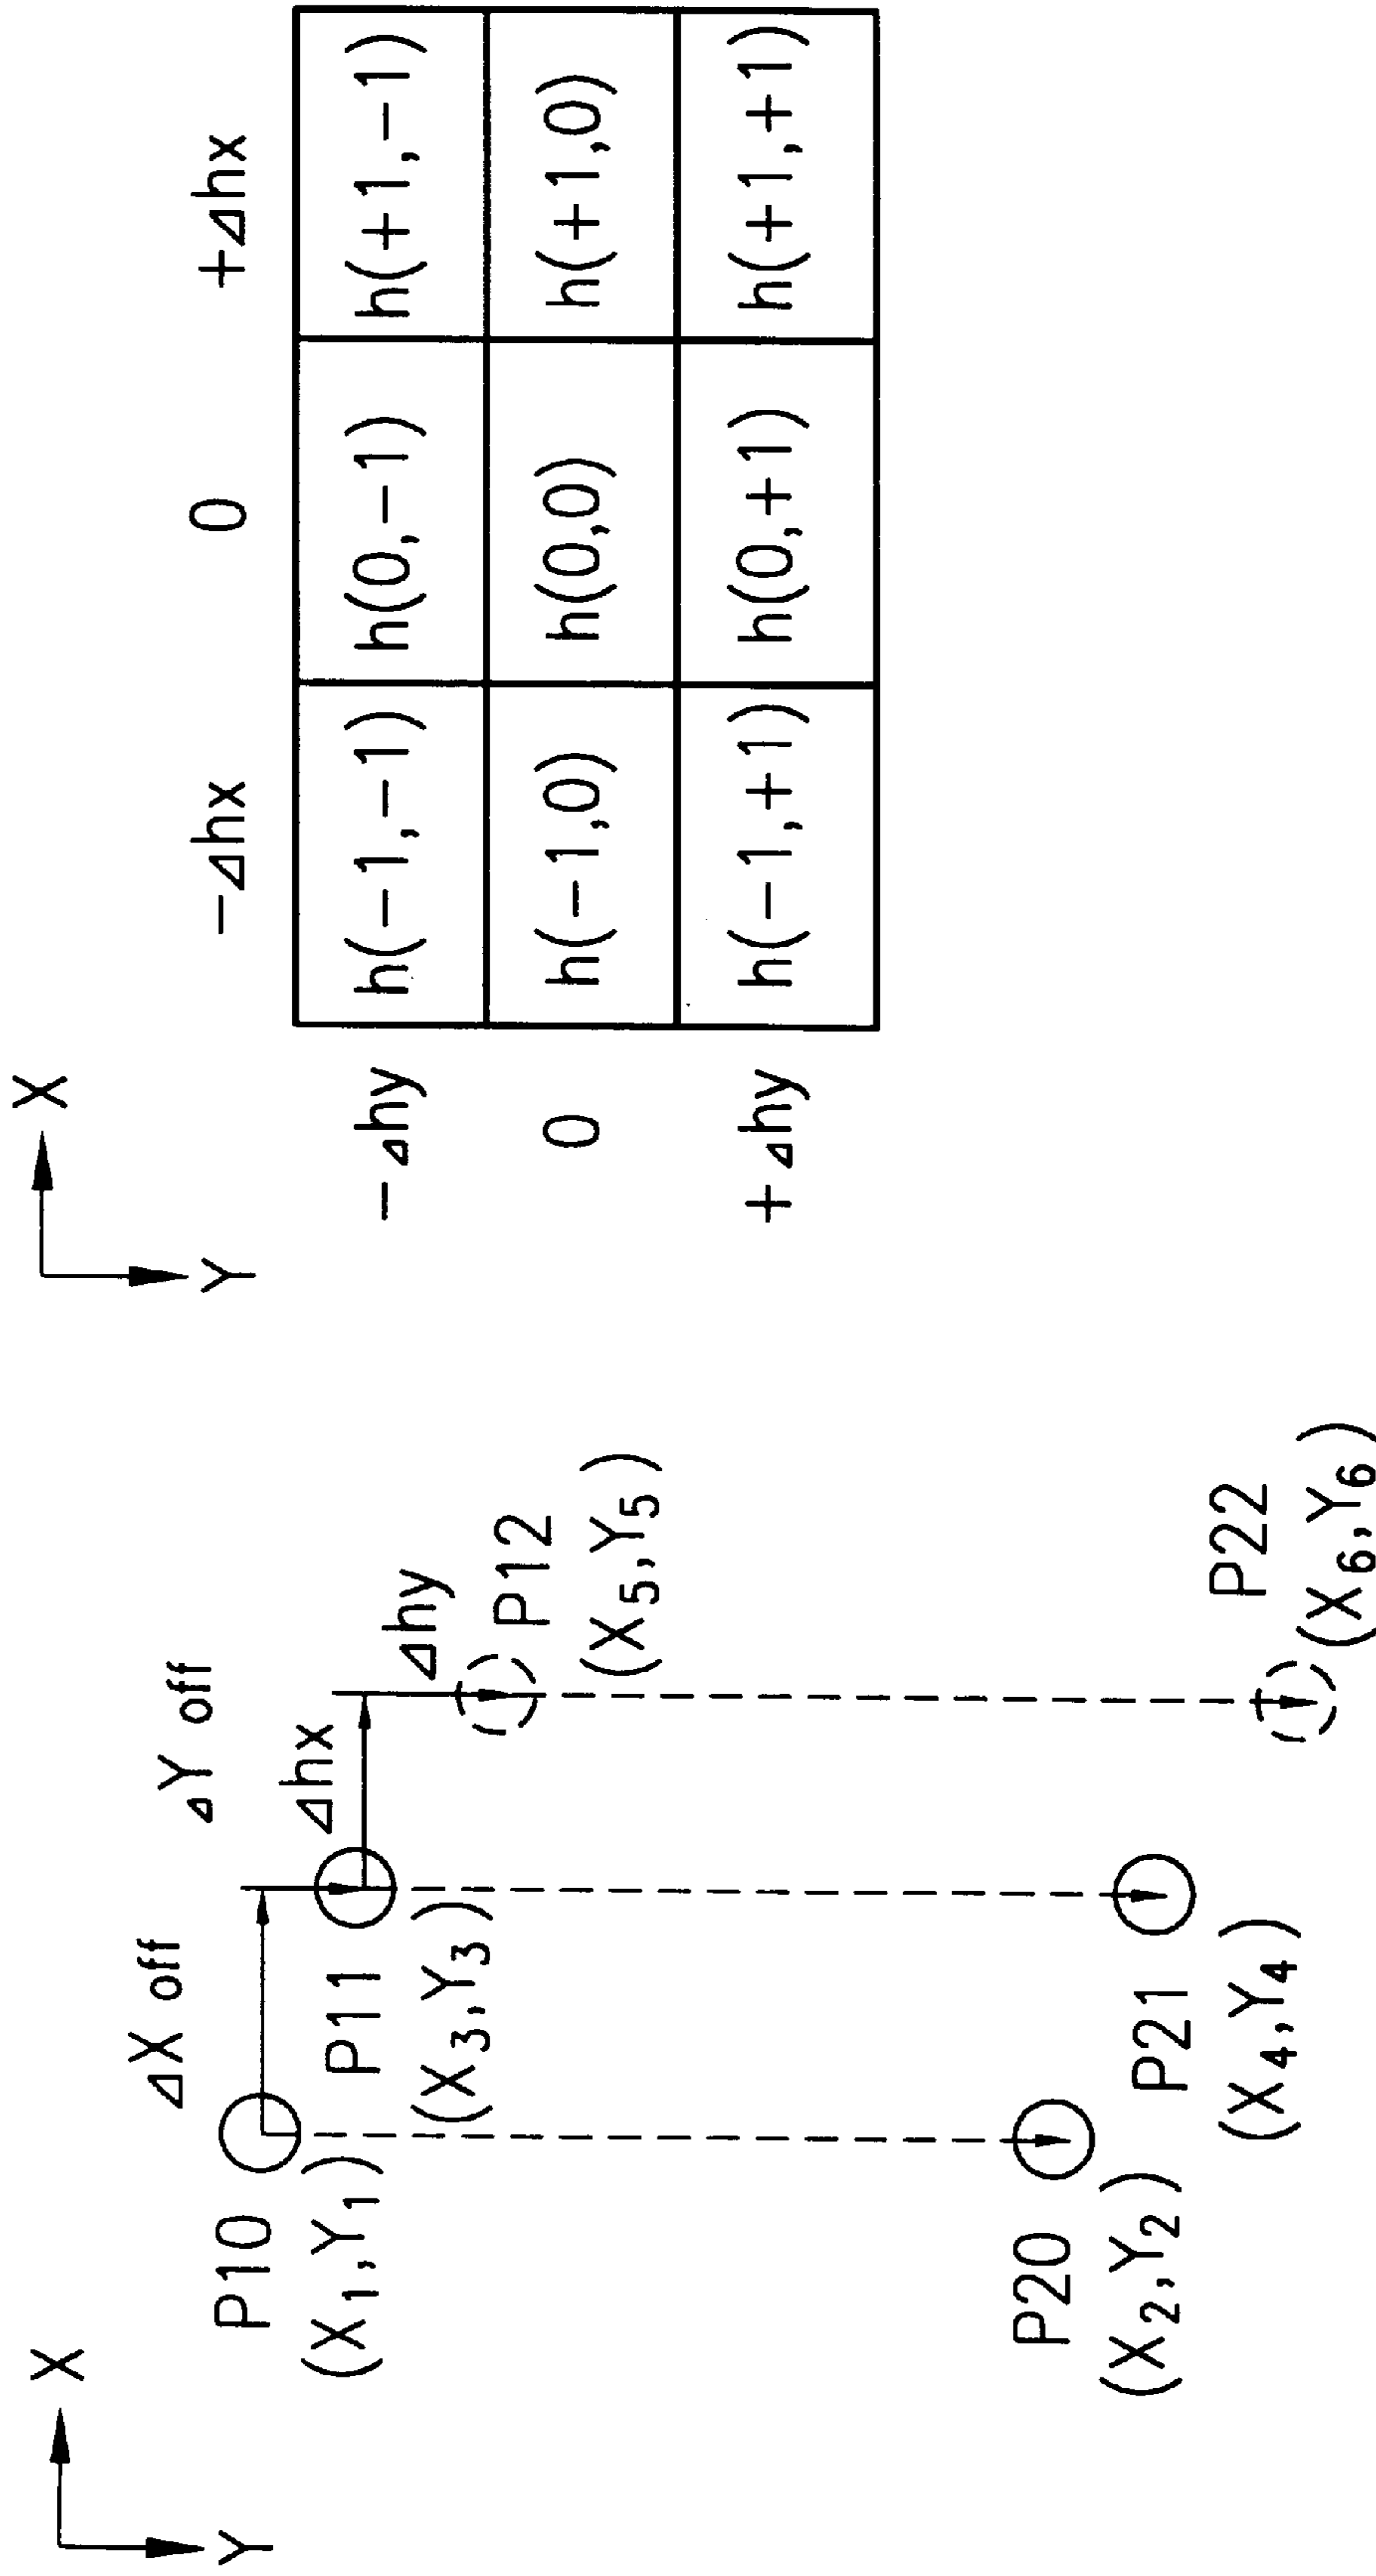 X
Y
ΔX off
ΔY off
P10
(X1,Y1)
P11
(X3,Y3)
Δhx
Δhy
P12
(X5,Y5)
P20
(X2,Y2)
P21
(X4,Y4)
P22
(X6,Y6)
X
Y
-Δhx 0 +Δhx
-Δhy h(-1,-1) h(0,-1) h(+1,-1)
0 h(-1,0) h(0,0) h(+1,0)
+Δhy h(-1,+1) h(0,+1) h(+1,+1)